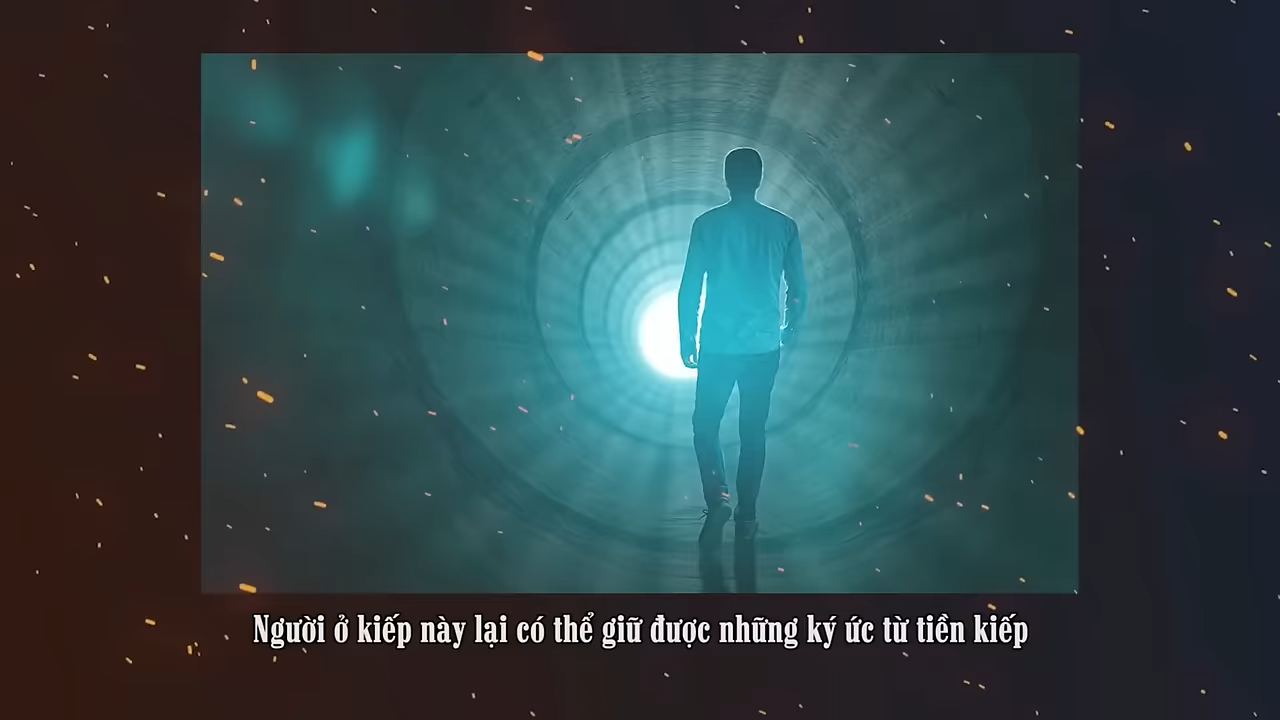 Người ở kiếp này lại có thể giữ được những ký ức từ tiền kiếp